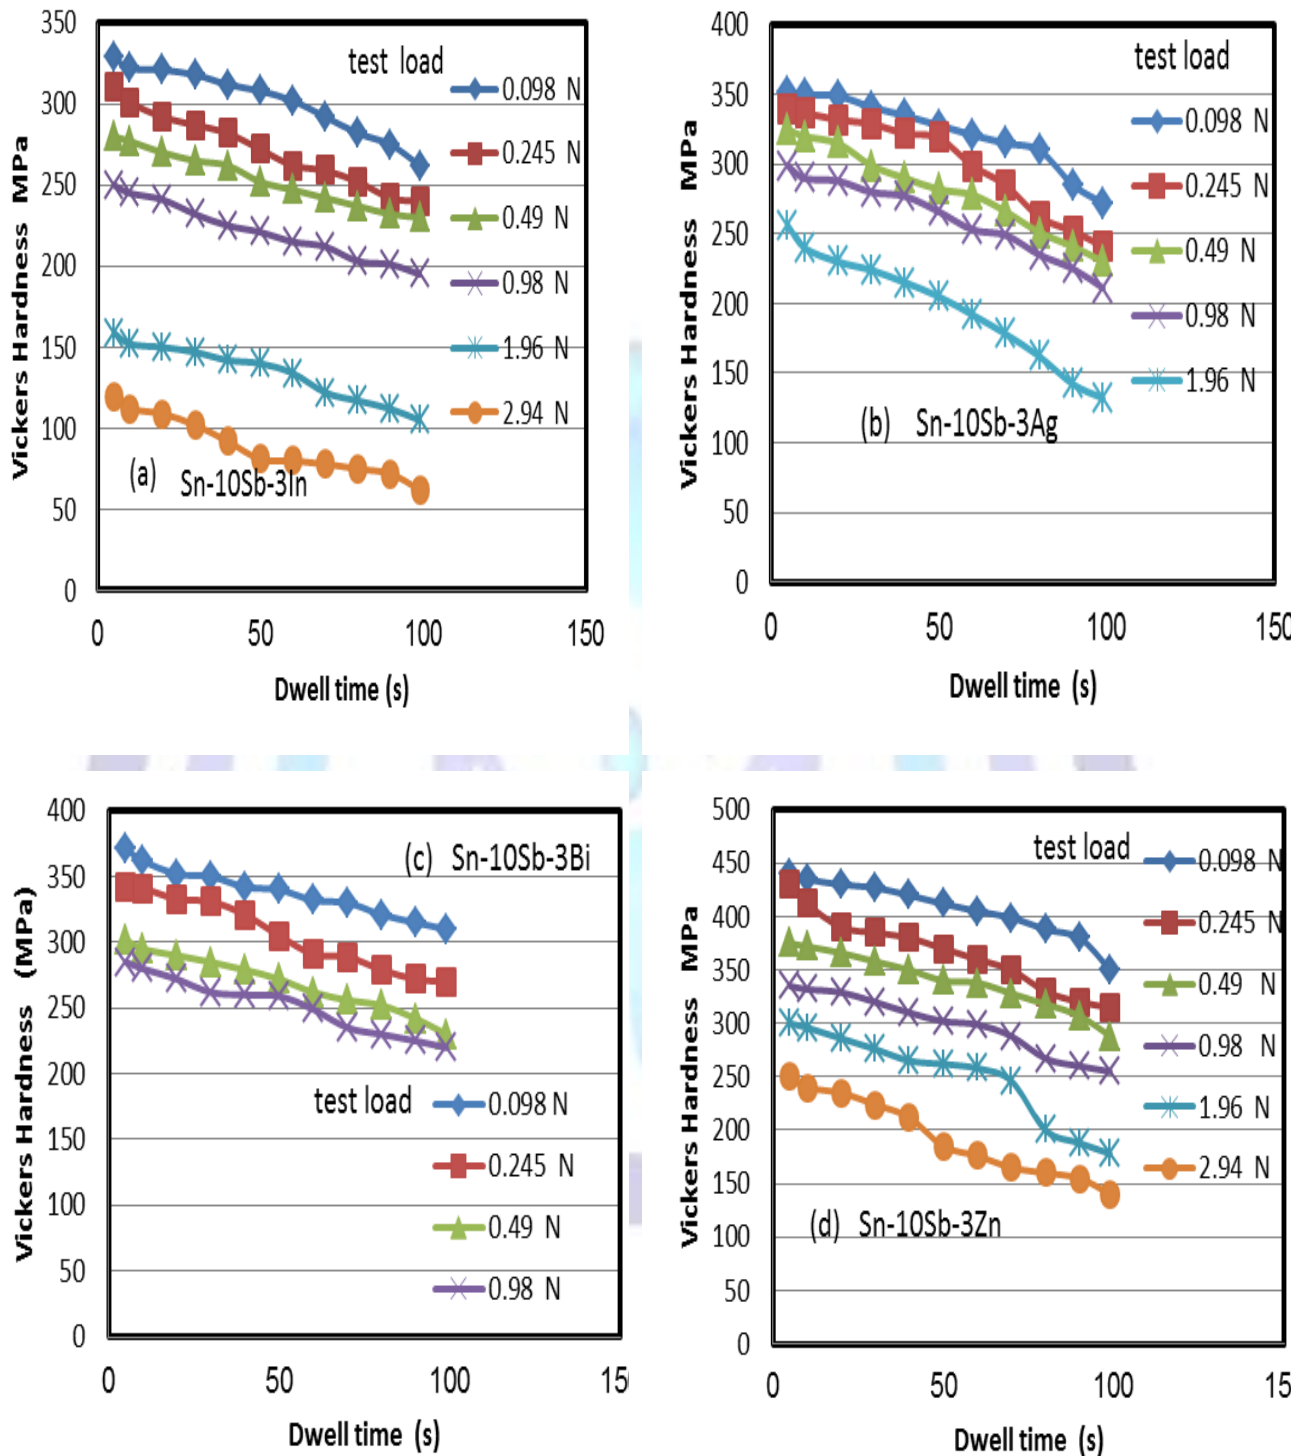 Vickers Hardness MPa
350
300
250
200
150
100
50
0
0 50 100 150
Dwell time (s)
test load
0.098 N
0.245 N
0.49 N
0.98 N
1.96 N
2.94 N
(a) Sn-10Sb-3In
Vickers Hardness MPa
400
350
300
250
200
150
100
50
0
0 50 100 150
Dwell time (s)
test load
0.098 N
0.245 N
0.49 N
0.98 N
1.96 N
(b) Sn-10Sb-3Ag
Vickers Hardness (MPa)
400
350
300
250
200
150
100
50
0
0 50 100 150
Dwell time (s)
(c) Sn-10Sb-3Bi
test load
0.098 N
0.245 N
0.49 N
0.98 N
Vickers Hardness MPa
500
450
400
350
300
250
200
150
100
50
0
0 50 100 15
Dwell time (s)
test load
0.098 N
0.245 N
0.49 N
0.98 N
1.96 N
2.94 N
(d) Sn-10Sb-3Zn